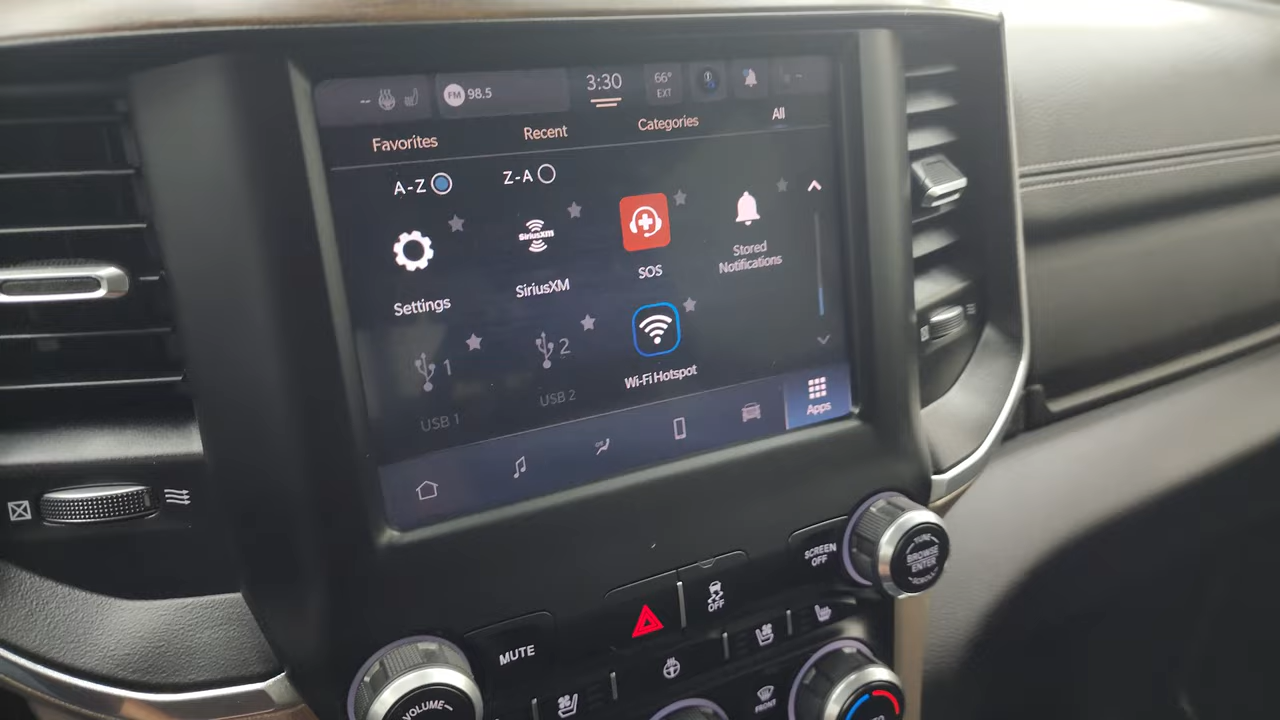 --
FM 98.5
3:30
66°
EXT
--
Favorites
Recent
Categories
All
A-Z
Z-A
Settings
SiriusXM
SiriusXM
SOS
Stored
Notifications
1
USB 1
2
USB 2
Wi-Fi Hotspot
Apps
SCREEN
OFF
TUNE
BROWSE
ENTER
SCROLL
OFF
MUTE
VOLUME
FRONT